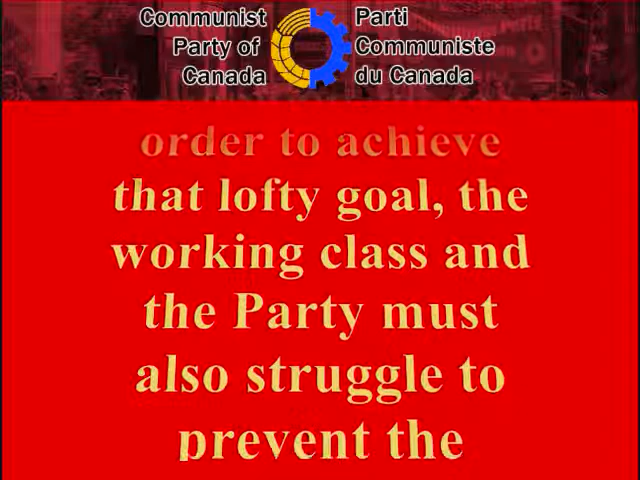 Communist
Party of
Canada
Parti
Communiste
du Canada
order to achieve
that lofty goal, the
working class and
the Party must
also struggle to
prevent the